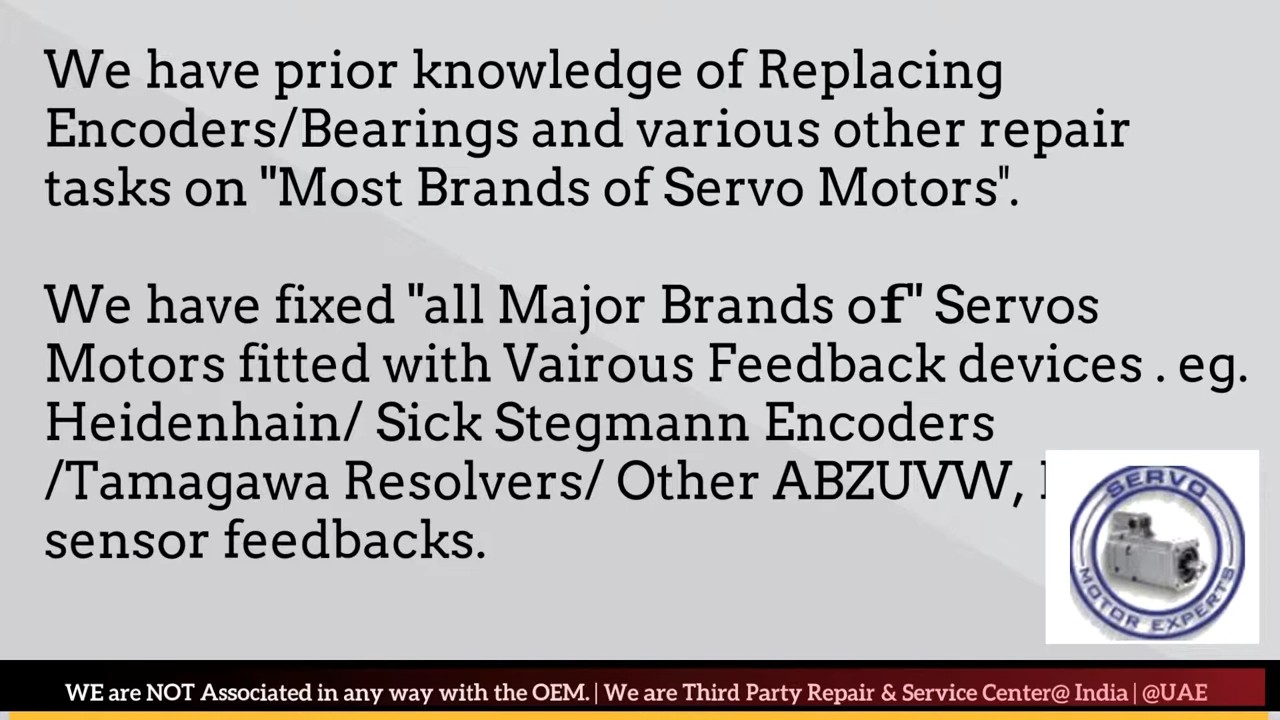 We have prior knowledge of Replacing
Encoders/Bearings and various other repair
tasks on "Most Brands of Servo Motors".
We have fixed "all Major Brands of" Servos
Motors fitted with Vairous Feedback devices . eg.
Heidenhain/ Sick Stegmann Encoders
/Tamagawa Resolvers/ Other ABZUVW,
sensor feedbacks.
SERVO
MOTOR EXPERTS
WE are NOT Associated in any way with the OEM. | We are Third Party Repair & Service Center@ India | @UAE